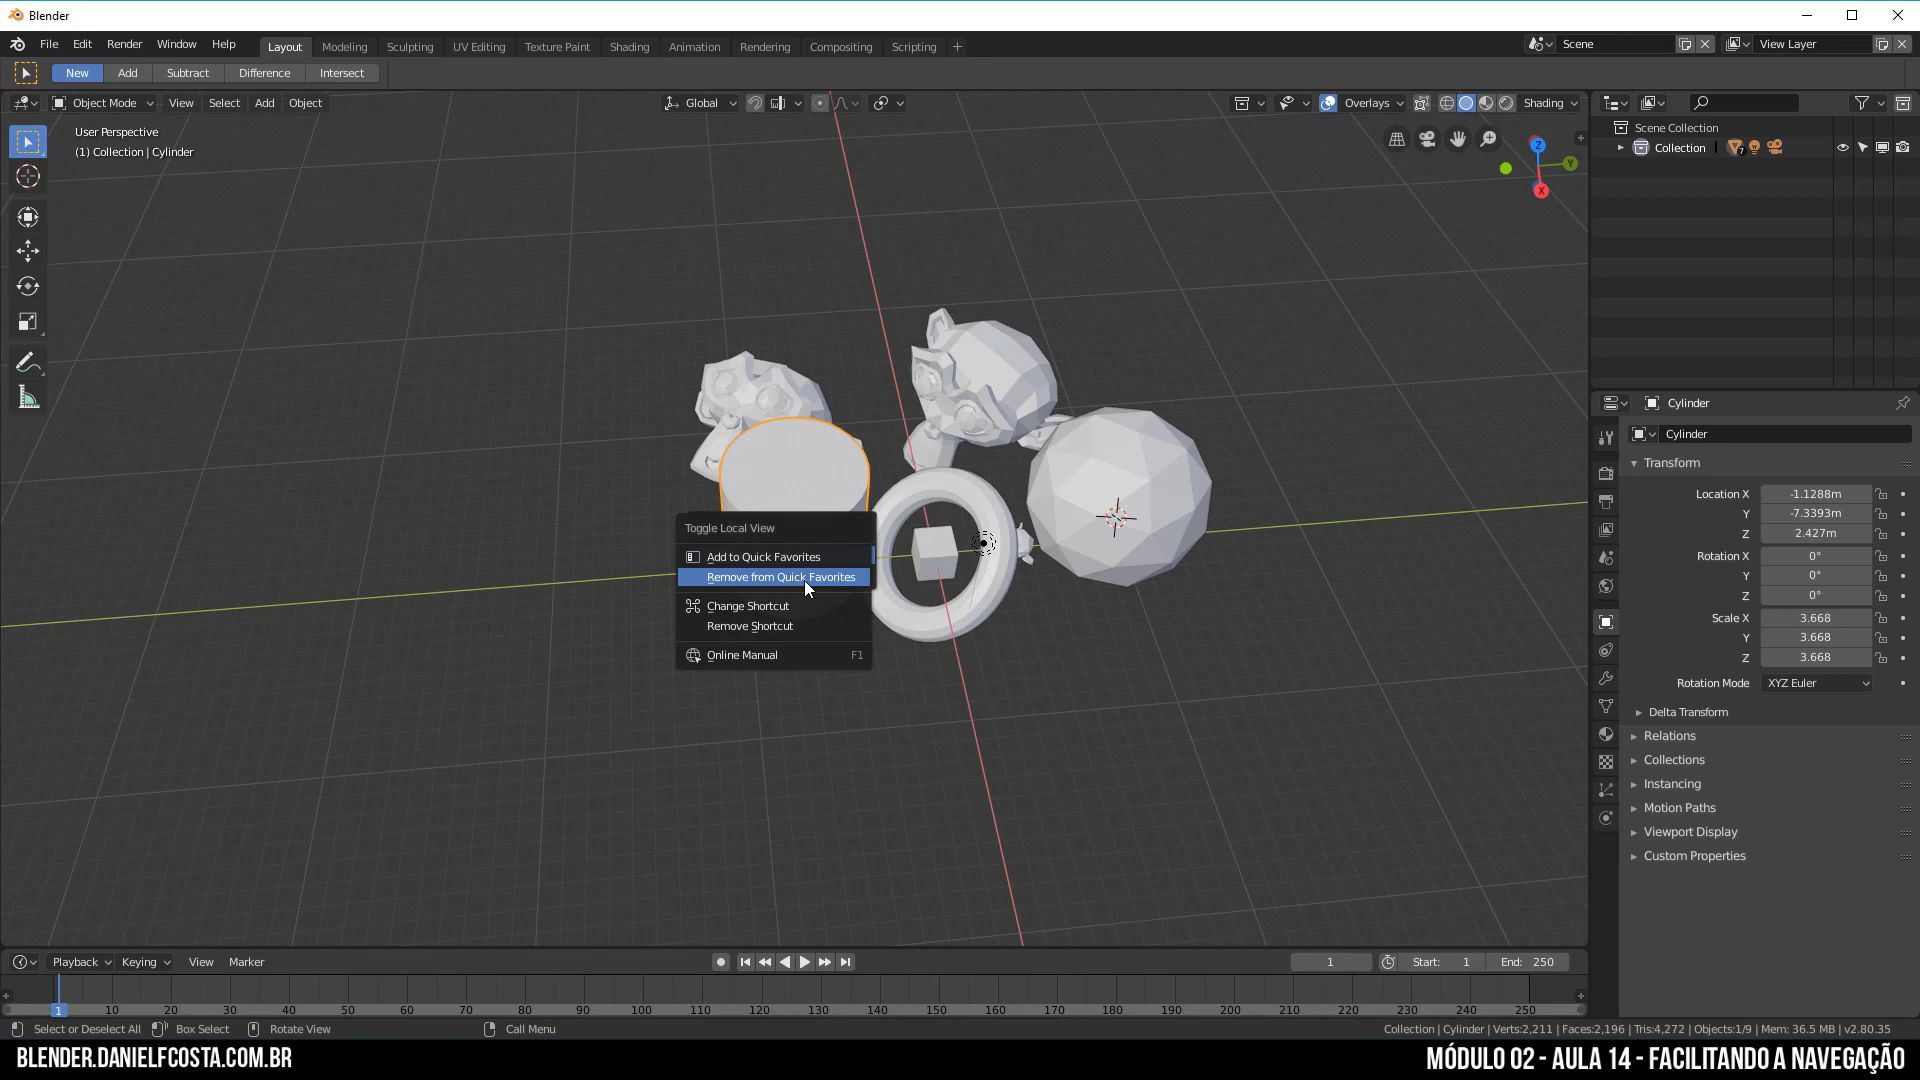 Blender
File Edit Render Window Help Layout Modeling Sculpting UV Editing Texture Paint Shading Animation Rendering Compositing Scripting + Scene View Layer
New Add Subtract Difference Intersect
Object Mode View Select Add Object Global Overlays Shading
User Perspective
(1) Collection | Cylinder
Z
Y
X
Scene Collection
Collection 7
Toggle Local View
Add to Quick Favorites
Remove from Quick Favorites
Change Shortcut
Remove Shortcut
Online Manual F1
Cylinder
Cylinder
Transform
Location X -1.1288m
Y -7.3393m
Z 2.427m
Rotation X 0°
Y 0°
Z 0°
Scale X 3.668
Y 3.668
Z 3.668
Rotation Mode XYZ Euler
Delta Transform
Relations
Collections
Instancing
Motion Paths
Viewport Display
Custom Properties
Playback Keying View Marker 1 Start: 1 End: 250
1 10 20 30 40 50 60 70 80 90 100 110 120 130 140 150 160 170 180 190 200 210 220 230 240 250
Select or Deselect All Box Select Rotate View Call Menu Collection | Cylinder | Verts:2,211 | Faces:2,196 | Tris:4,272 | Objects:1/9 | Mem: 36.5 MB | v2.80.35
BLENDER.DANIELFCOSTA.COM.BR
MÓDULO 02 - AULA 14 - FACILITANDO A NAVEGAÇÃO